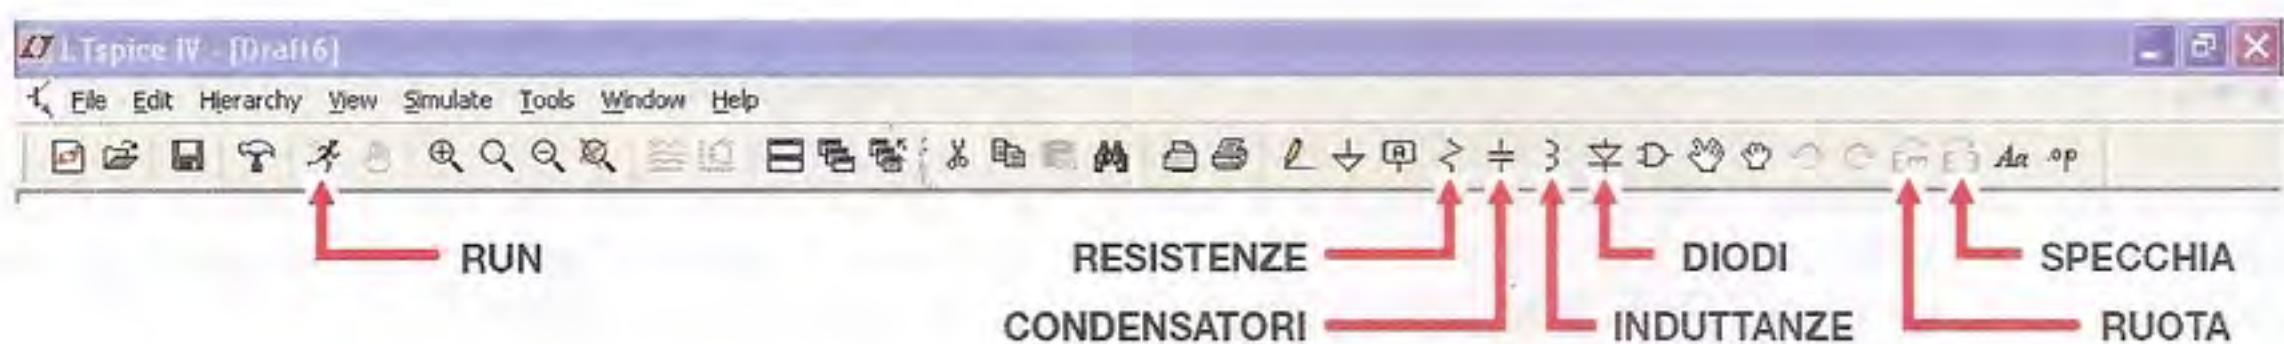 LTspice IV - [Draft6]
File Edit Hierarchy View Simulate Tools Window Help
Aa .op
RUN RESISTENZE DIODI SPECCHIA
CONDENSATORI INDUTTANZE RUOTA